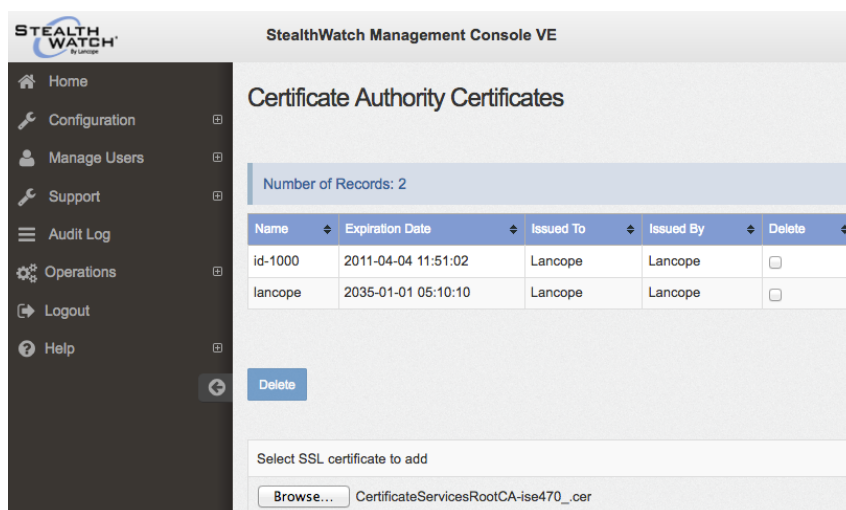 STEALTH
WATCH
By Lancope
StealthWatch Management Console VE
Home
Configuration
Manage Users
Support
Audit Log
Operations
Logout
Help
Certificate Authority Certificates
Number of Records: 2
Name Expiration Date Issued To Issued By Delete
id-1000 2011-04-04 11:51:02 Lancope Lancope
lancope 2035-01-01 05:10:10 Lancope Lancope
Delete
Select SSL certificate to add
Browse... CertificateServicesRootCA-ise470_.cer